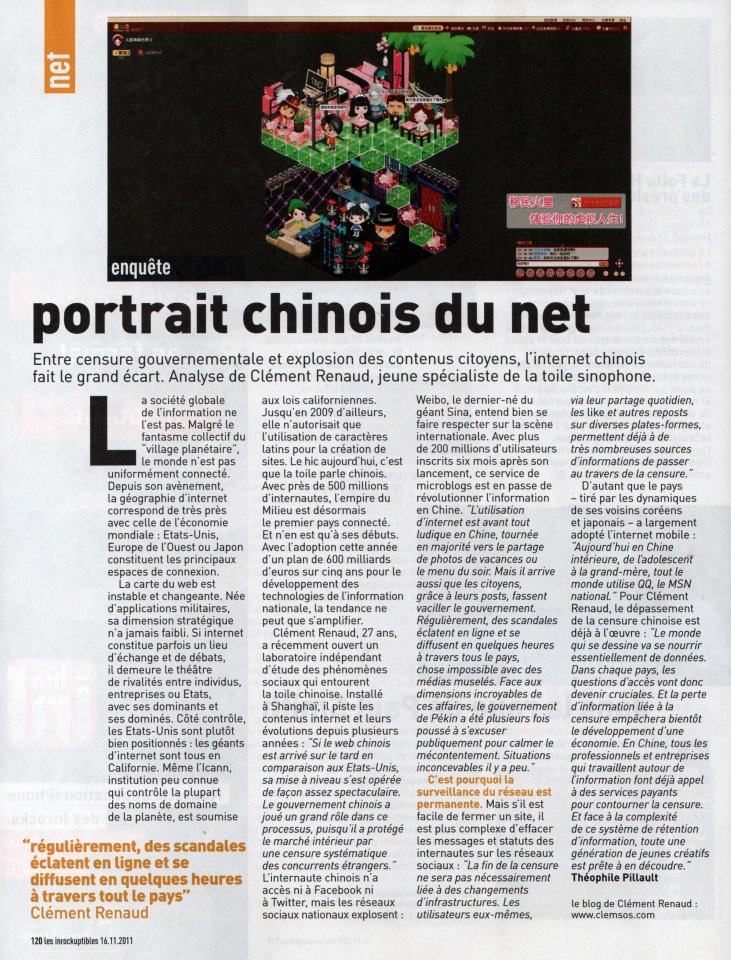 net
enquête
移民火星
体验你的虚拟人生!
portrait chinois du net
Entre censure gouvernementale et explosion des contenus citoyens, l'internet chinois
fait le grand écart. Analyse de Clément Renaud, jeune spécialiste de la toile sinophone.
La société globale
de l'information ne
l'est pas. Malgré le
fantasme collectif du
"village planétaire",
le monde n'est pas
uniformément connecté.
Depuis son avènement,
la géographie d'internet
correspond de très près
avec celle de l'économie
mondiale : Etats-Unis,
Europe de l'Ouest ou Japon
constituent les principaux
espaces de connexion.
La carte du web est
instable et changeante. Née
d'applications militaires,
sa dimension stratégique
n'a jamais faibli. Si internet
constitue parfois un lieu
d'échange et de débats,
il demeure le théâtre
de rivalités entre individus,
entreprises ou Etats,
avec ses dominants et
ses dominés. Côté contrôle,
les Etats-Unis sont plutôt
bien positionnés : les géants
d'internet sont tous en
Californie. Même l'Icann,
institution peu connue
qui contrôle la plupart
des noms de domaine
de la planète, est soumise
"régulièrement, des scandales
éclatent en ligne et se
diffusent en quelques heures
à travers tout le pays"
Clément Renaud
aux lois californiennes.
Jusqu'en 2009 d'ailleurs,
elle n'autorisait que
l'utilisation de caractères
latins pour la création de
sites. Le hic aujourd'hui, c'est
que la toile parle chinois.
Avec près de 500 millions
d'internautes, l'empire du
Milieu est désormais
le premier pays connecté.
Et n'en est qu'à ses débuts.
Avec l'adoption cette année
d'un plan de 600 milliards
d'euros sur cinq ans pour le
développement des
technologies de l'information
nationale, la tendance ne
peut que s'amplifier.
Clément Renaud, 27 ans,
a récemment ouvert un
laboratoire indépendant
d'étude des phénomènes
sociaux qui entourent
la toile chinoise. Installé
à Shanghaï, il piste les
contenus internet et leurs
évolutions depuis plusieurs
années : "Si le web chinois
est arrivé sur le tard en
comparaison aux Etats-Unis,
sa mise à niveau s'est opérée
de façon assez spectaculaire.
Le gouvernement chinois a
joué un grand rôle dans ce
processus, puisqu'il a protégé
le marché intérieur par
une censure systématique
des concurrents étrangers."
L'internaute chinois n'a
accès ni à Facebook ni
à Twitter, mais les réseaux
sociaux nationaux explosent :
Weibo, le dernier-né du
géant Sina, entend bien se
faire respecter sur la scène
internationale. Avec plus
de 200 millions d'utilisateurs
inscrits six mois après son
lancement, ce service de
microblogs est en passe de
révolutionner l'information
en Chine. "L'utilisation
d'internet est avant tout
ludique en Chine, tournée
en majorité vers le partage
de photos de vacances ou
le menu du soir. Mais il arrive
aussi que les citoyens,
grâce à leurs posts, fassent
vaciller le gouvernement.
Régulièrement, des scandales
éclatent en ligne et se
diffusent en quelques heures
à travers tous le pays,
chose impossible avec des
médias muselés. Face aux
dimensions incroyables de
ces affaires, le gouvernement
de Pékin a été plusieurs fois
poussé à s'excuser
publiquement pour calmer le
mécontentement. Situations
inconcevables il y a peu."
C'est pourquoi la
surveillance du réseau est
permanente. Mais s'il est
facile de fermer un site, il
est plus complexe d'effacer
les messages et statuts des
internautes sur les réseaux
sociaux : "La fin de la censure
ne sera pas nécessairement
liée à des changements
d'infrastructures. Les
utilisateurs eux-mêmes,
via leur partage quotidien,
les like et autres reposts
sur diverses plates-formes,
permettent déjà à de
très nombreuses sources
d'informations de passer
au travers de la censure."
D'autant que le pays
– tiré par les dynamiques
de ses voisins coréens
et japonais – a largement
adopté l'internet mobile :
"Aujourd'hui en Chine
intérieure, de l'adolescent
à la grand-mère, tout le
monde utilise QQ, le MSN
national." Pour Clément
Renaud, le dépassement
de la censure chinoise est
déjà à l'œuvre : "Le monde
qui se dessine va se nourrir
essentiellement de données.
Dans chaque pays, les
questions d'accès vont donc
devenir cruciales. Et la perte
d'information liée à la
censure empêchera bientôt
le développement d'une
économie. En Chine, tous les
professionnels et entreprises
qui travaillent autour de
l'information font déjà appel
à des services payants
pour contourner la censure.
Et face à la complexité
de ce système de rétention
d'information, toute une
génération de jeunes créatifs
est prête à en découdre."
Théophile Pillault
le blog de Clément Renaud :
www.clemsos.com
120 les inrockuptibles 16.11.2011